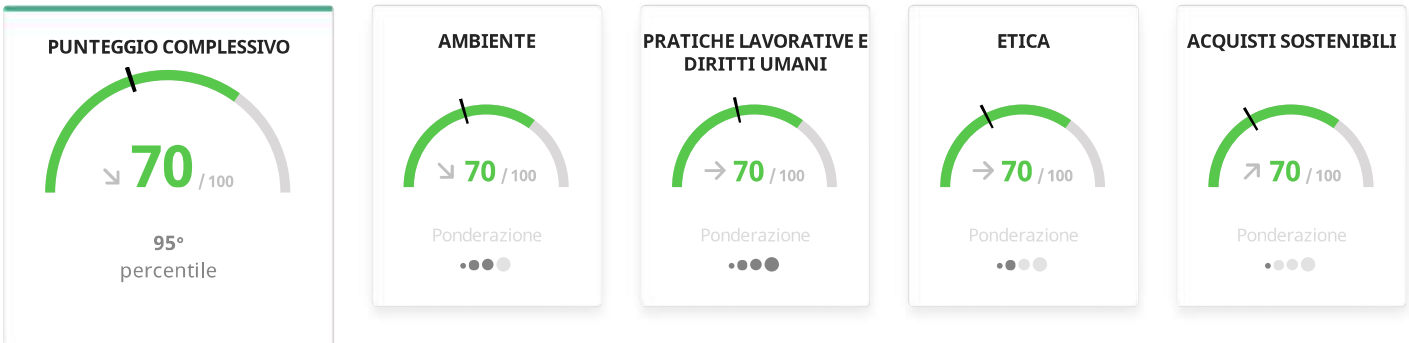 PUNTEGGIO COMPLESSIVO
70 / 100
95°
percentile
AMBIENTE
70 / 100
Ponderazione
PRATICHE LAVORATIVE E
DIRITTI UMANI
70 / 100
Ponderazione
ETICA
70 / 100
Ponderazione
ACQUISTI SOSTENIBILI
70 / 100
Ponderazione